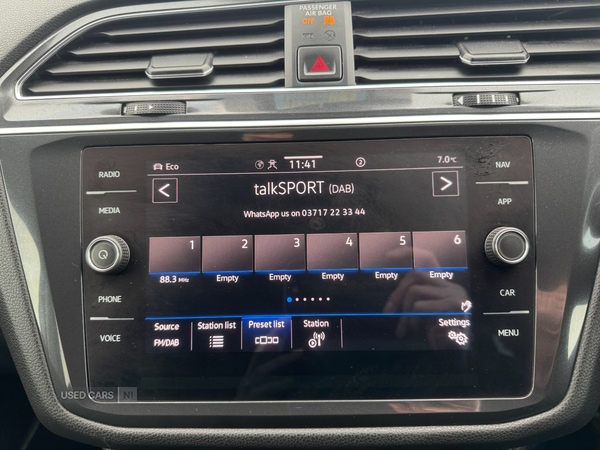 PASSENGER
AIR BAG
OFF
RADIO
MEDIA
PHONE
VOICE
Eco
11:41
2
7.0°C
talkSPORT (DAB)
WhatsApp us on 03717 22 33 44
< >
1 2 3 4 5 6
88.3 MHz Empty Empty Empty Empty Empty
Source Station list Preset list Station Settings
FM/DAB
NAV
APP
CAR
MENU
USED CARS NI